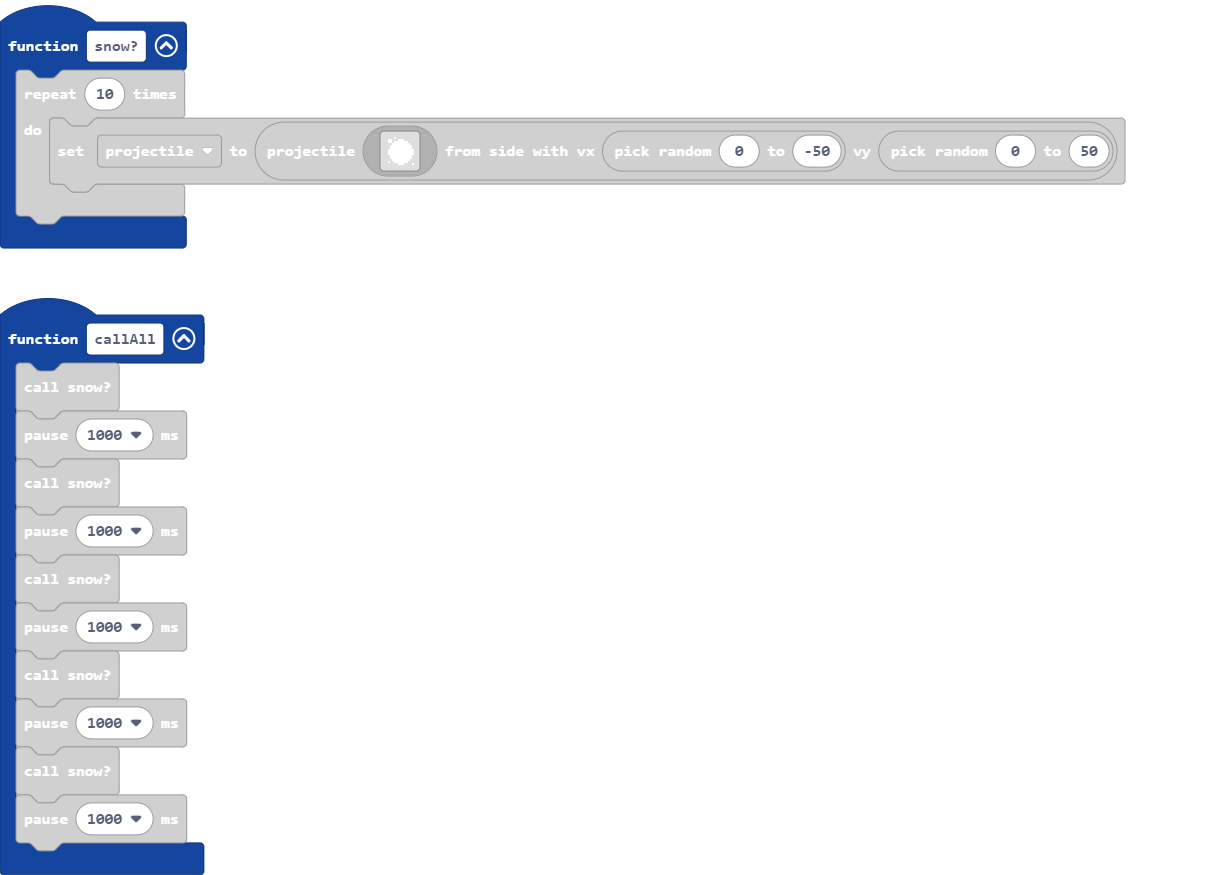 function snow?
repeat 10 times
do
set projectile to projectile from side with vx pick random 0 to -50 vy pick random 0 to 50
function callAll
call snow?
pause 1000 ms
call snow?
pause 1000 ms
call snow?
pause 1000 ms
call snow?
pause 1000 ms
call snow?
pause 1000 ms